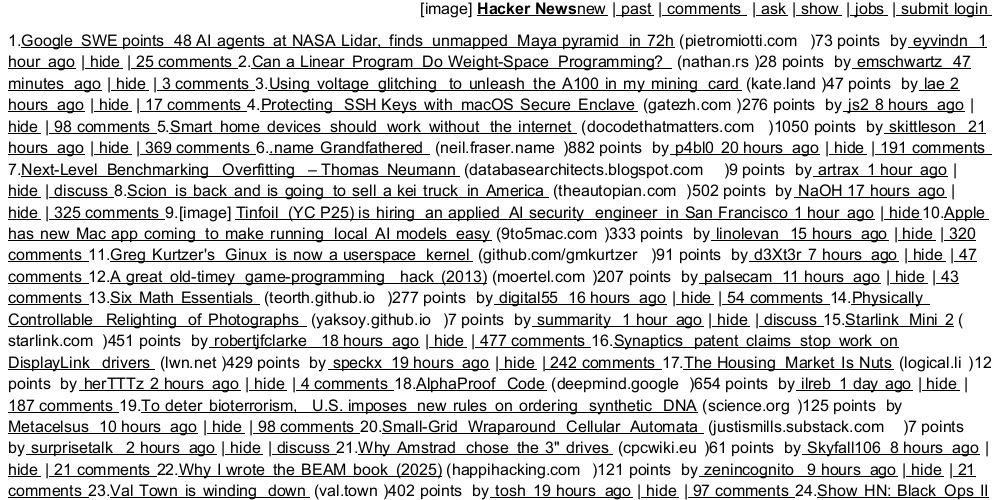 [image] Hacker Newsnew | past | comments | ask | show | jobs | submit login
1.Google SWE points 48 AI agents at NASA Lidar, finds unmapped Maya pyramid in 72h (pietromiotti.com )73 points by eyvindn 1
hour ago | hide | 25 comments 2.Can a Linear Program Do Weight-Space Programming? (nathan.rs )28 points by emschwartz 47
minutes ago | hide | 3 comments 3.Using voltage glitching to unleash the A100 in my mining card (kate.land )47 points by lae 2
hours ago | hide | 17 comments 4.Protecting SSH Keys with macOS Secure Enclave (gatezh.com )276 points by js2 8 hours ago |
hide | 98 comments 5.Smart home devices should work without the internet (docodethatmatters.com )1050 points by skittleson 21
hours ago | hide | 369 comments 6..name Grandfathered (neil.fraser.name )882 points by p4bl0 20 hours ago | hide | 191 comments
7.Next-Level Benchmarking Overfitting – Thomas Neumann (databasearchitects.blogspot.com )9 points by artrax 1 hour ago |
hide | discuss 8.Scion is back and is going to sell a kei truck in America (theautopian.com )502 points by NaOH 17 hours ago |
hide | 325 comments 9.[image] Tinfoil (YC P25) is hiring an applied AI security engineer in San Francisco 1 hour ago | hide10.Apple
has new Mac app coming to make running local AI models easy (9to5mac.com )333 points by linolevan 15 hours ago | hide | 320
comments 11.Greg Kurtzer's Ginux is now a userspace kernel (github.com/gmkurtzer )91 points by d3Xt3r 7 hours ago | hide | 47
comments 12.A great old-timey game-programming hack (2013) (moertel.com )207 points by palsecam 11 hours ago | hide | 43
comments 13.Six Math Essentials (teorth.github.io )277 points by digital55 16 hours ago | hide | 54 comments 14.Physically
Controllable Relighting of Photographs (yaksoy.github.io )7 points by summarity 1 hour ago | hide | discuss 15.Starlink Mini 2 (
starlink.com )451 points by robertjfclarke 18 hours ago | hide | 477 comments 16.Synaptics patent claims stop work on
DisplayLink drivers (lwn.net )429 points by speckx 19 hours ago | hide | 242 comments 17.The Housing Market Is Nuts (logical.li )12
points by herTTTz 2 hours ago | hide | 4 comments 18.AlphaProof Code (deepmind.google )654 points by ilreb 1 day ago | hide |
187 comments 19.To deter bioterrorism, U.S. imposes new rules on ordering synthetic DNA (science.org )125 points by
Metacelsus 10 hours ago | hide | 98 comments 20.Small-Grid Wraparound Cellular Automata (justismills.substack.com )7 points
by surprisetalk 2 hours ago | hide | discuss 21.Why Amstrad chose the 3" drives (cpcwiki.eu )61 points by Skyfall106 8 hours ago |
hide | 21 comments 22.Why I wrote the BEAM book (2025) (happihacking.com )121 points by zenincognito 9 hours ago | hide | 21
comments 23.Val Town is winding down (val.town )402 points by tosh 19 hours ago | hide | 97 comments 24.Show HN: Black Ops II